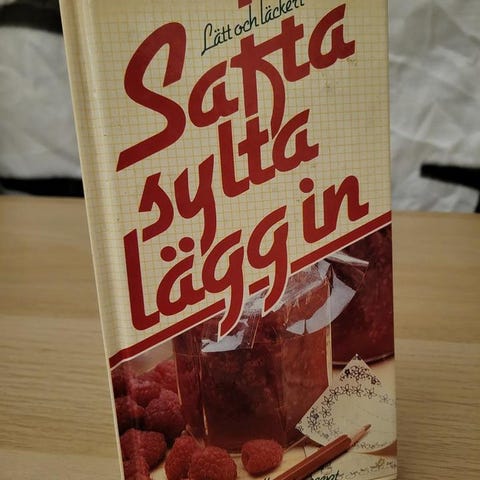 Lätt och läckert
Safta
sylta
lägg in